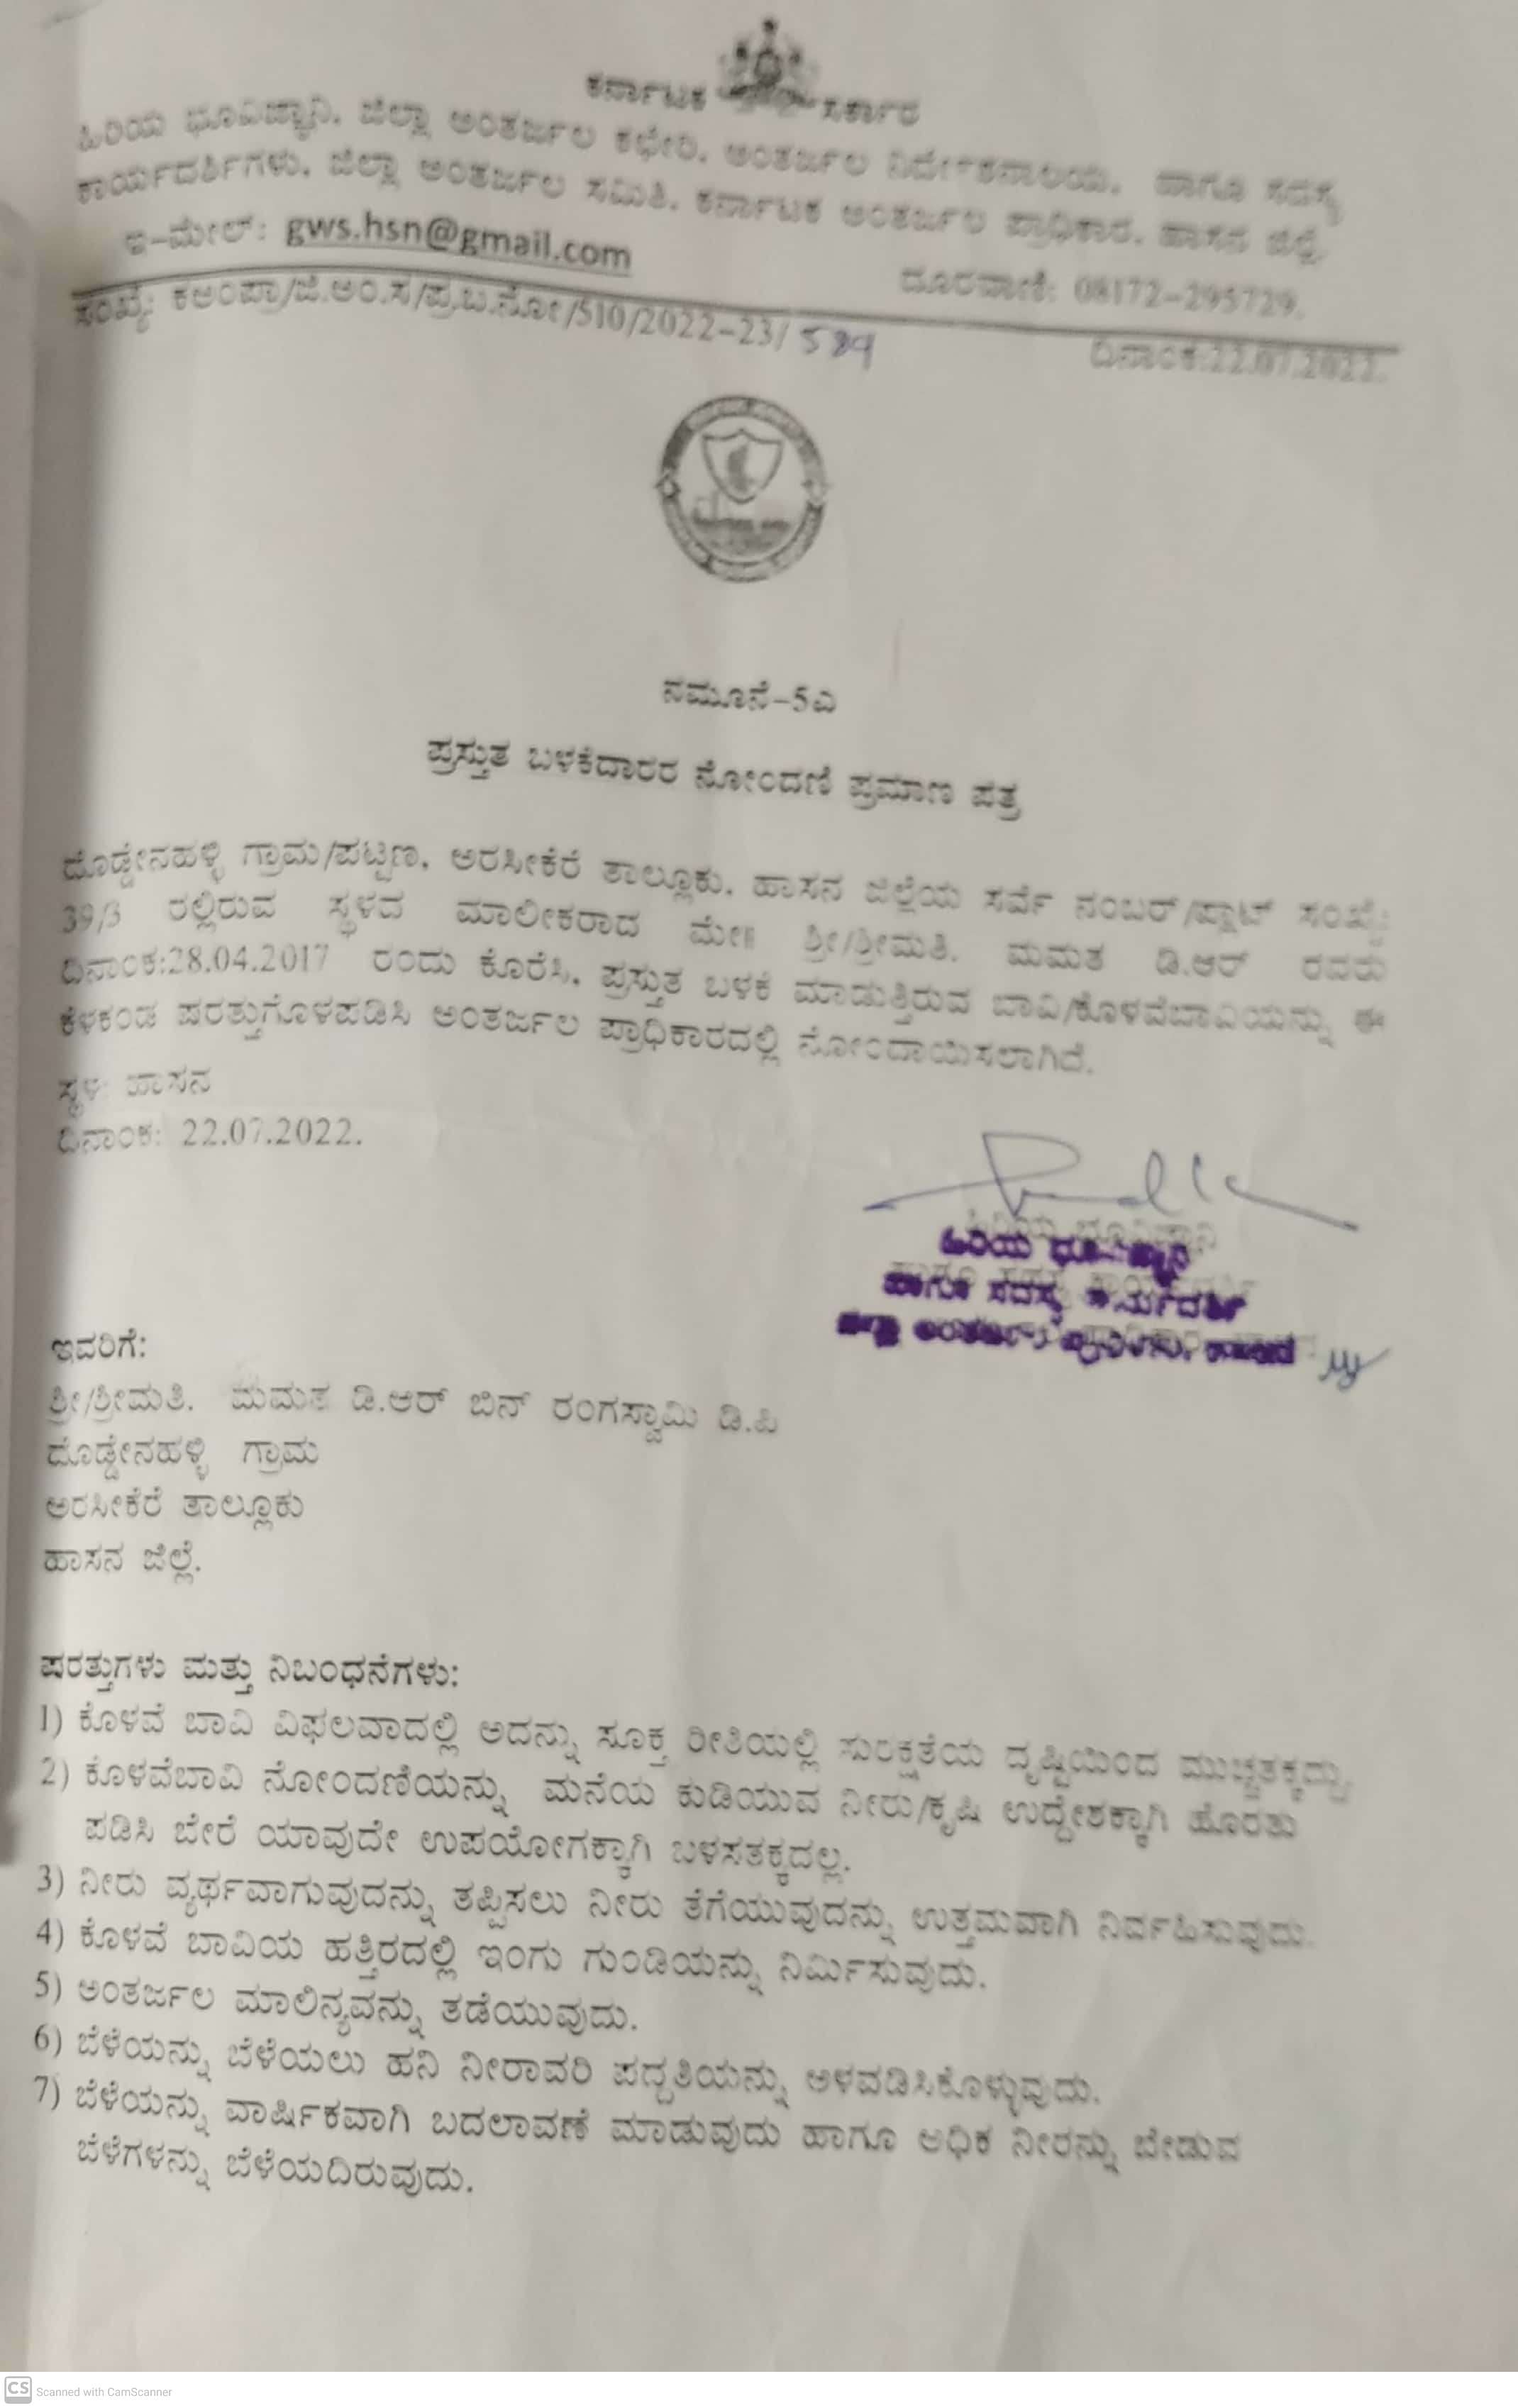 ಕರ್ನಾಟಕ ಸರ್ಕಾರ
ಹಿರಿಯ ಭೂವಿಜ್ಞಾನಿ, ಜಿಲ್ಲಾ ಅಂತರ್ಜಲ ಕಛೇರಿ, ಅಂತರ್ಜಲ ನಿರ್ದೇಶನಾಲಯ, ಹಾಗೂ ಸದಸ್ಯ
ಕಾರ್ಯದರ್ಶಿಗಳು, ಜಿಲ್ಲಾ ಅಂತರ್ಜಲ ಸಮಿತಿ, ಕರ್ನಾಟಕ ಅಂತರ್ಜಲ ಪ್ರಾಧಿಕಾರ, ಹಾಸನ ಜಿಲ್ಲೆ.
ಇ-ಮೇಲ್: gws.hsn@gmail.com ದೂರವಾಣಿ: 08172-295729.
ಸಂಖ್ಯೆ: ಕಅಂಪ್ರಾ/ಜಿ.ಅಂ.ಸ/ಪ್ರ.ಬ.ನೋ/510/2022-23/ ದಿನಾಂಕ:22.07.2022.
ನಮೂನೆ-5ಎ
ಪ್ರಸ್ತುತ ಬಳಕೆದಾರರ ನೋಂದಣಿ ಪ್ರಮಾಣ ಪತ್ರ
ದೊಡ್ಡೇನಹಳ್ಳಿ ಗ್ರಾಮ/ಪಟ್ಟಣ, ಅರಸೀಕೆರೆ ತಾಲ್ಲೂಕು, ಹಾಸನ ಜಿಲ್ಲೆಯ ಸರ್ವೆ ನಂಬರ್/ಪ್ಲಾಟ್ ಸಂಖ್ಯೆ:
39/3 ರಲ್ಲಿರುವ ಸ್ಥಳದ ಮಾಲೀಕರಾದ ಮೇ॥ ಶ್ರೀ/ಶ್ರೀಮತಿ. ಮಮತ ಡಿ.ಆರ್ ರವರು
ದಿನಾಂಕ:28.04.2017 ರಂದು ಕೊರೆಸಿ, ಪ್ರಸ್ತುತ ಬಳಕೆ ಮಾಡುತ್ತಿರುವ ಬಾವಿ/ಕೊಳವೆಬಾವಿಯನ್ನು ಈ
ಕೆಳಕಂಡ ಷರತ್ತುಗೊಳಪಡಿಸಿ ಅಂತರ್ಜಲ ಪ್ರಾಧಿಕಾರದಲ್ಲಿ ನೋಂದಾಯಿಸಲಾಗಿದೆ.
ಸ್ಥಳ: ಹಾಸನ
ದಿನಾಂಕ: 22.07.2022.
ಹಿರಿಯ ಭೂವಿಜ್ಞಾನಿ
ಹಾಗೂ ಸದಸ್ಯ ಕಾರ್ಯದರ್ಶಿ
ಇವರಿಗೆ:
ಶ್ರೀ/ಶ್ರೀಮತಿ. ಮಮತ ಡಿ.ಆರ್ ಬಿನ್ ರಂಗಸ್ವಾಮಿ ಡಿ.ಪಿ
ದೊಡ್ಡೇನಹಳ್ಳಿ ಗ್ರಾಮ
ಅರಸೀಕೆರೆ ತಾಲ್ಲೂಕು
ಹಾಸನ ಜಿಲ್ಲೆ.
ಷರತ್ತುಗಳು ಮತ್ತು ನಿಬಂಧನೆಗಳು:
1) ಕೊಳವೆ ಬಾವಿ ವಿಫಲವಾದಲ್ಲಿ ಅದನ್ನು ಸೂಕ್ತ ರೀತಿಯಲ್ಲಿ ಸುರಕ್ಷತೆಯ ದೃಷ್ಟಿಯಿಂದ ಮುಚ್ಚತಕ್ಕದ್ದು.
2) ಕೊಳವೆಬಾವಿ ನೋಂದಣಿಯನ್ನು ಮನೆಯ ಕುಡಿಯುವ ನೀರು/ಕೃಷಿ ಉದ್ದೇಶಕ್ಕಾಗಿ ಹೊರತು
ಪಡಿಸಿ ಬೇರೆ ಯಾವುದೇ ಉಪಯೋಗಕ್ಕಾಗಿ ಬಳಸತಕ್ಕದಲ್ಲ.
3) ನೀರು ವ್ಯರ್ಥವಾಗುವುದನ್ನು ತಪ್ಪಿಸಲು ನೀರು ತೆಗೆಯುವುದನ್ನು ಉತ್ತಮವಾಗಿ ನಿರ್ವಹಿಸುವುದು.
4) ಕೊಳವೆ ಬಾವಿಯ ಹತ್ತಿರದಲ್ಲಿ ಇಂಗು ಗುಂಡಿಯನ್ನು ನಿರ್ಮಿಸುವುದು.
5) ಅಂತರ್ಜಲ ಮಾಲಿನ್ಯವನ್ನು ತಡೆಯುವುದು.
6) ಬೆಳೆಯನ್ನು ಬೆಳೆಯಲು ಹನಿ ನೀರಾವರಿ ಪದ್ಧತಿಯನ್ನು ಅಳವಡಿಸಿಕೊಳ್ಳುವುದು.
7) ಬೆಳೆಯನ್ನು ವಾರ್ಷಿಕವಾಗಿ ಬದಲಾವಣೆ ಮಾಡುವುದು ಹಾಗೂ ಅಧಿಕ ನೀರನ್ನು ಬೇಡುವ
ಬೆಳೆಗಳನ್ನು ಬೆಳೆಯದಿರುವುದು.
CS Scanned with CamScanner